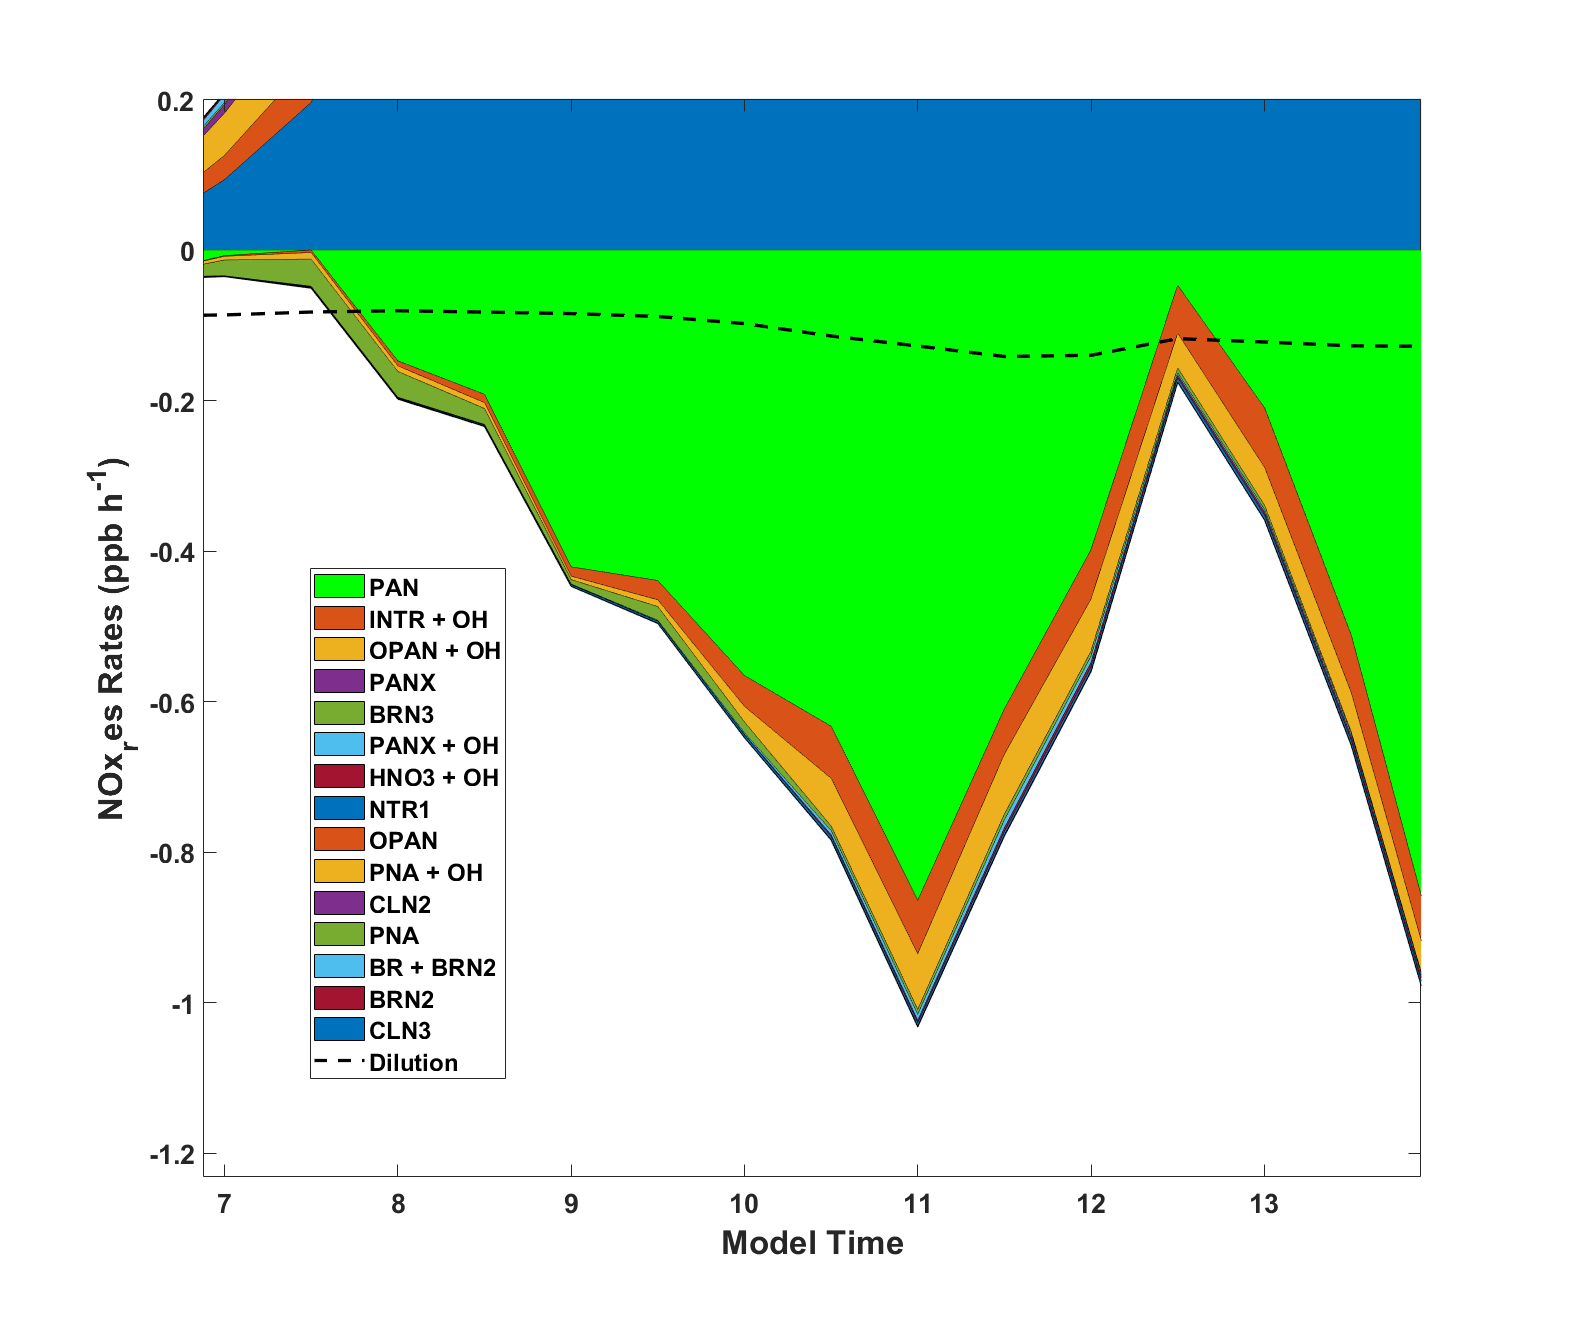 0.2
0
-0.2
-0.4
-0.6
-0.8
-1
-1.2
NOxres Rates (ppb h-1)
PAN
INTR + OH
OPAN + OH
PANX
BRN3
PANX + OH
HNO3 + OH
NTR1
OPAN
PNA + OH
CLN2
PNA
BR + BRN2
BRN2
CLN3
Dilution
7 8 9 10 11 12 13
Model Time